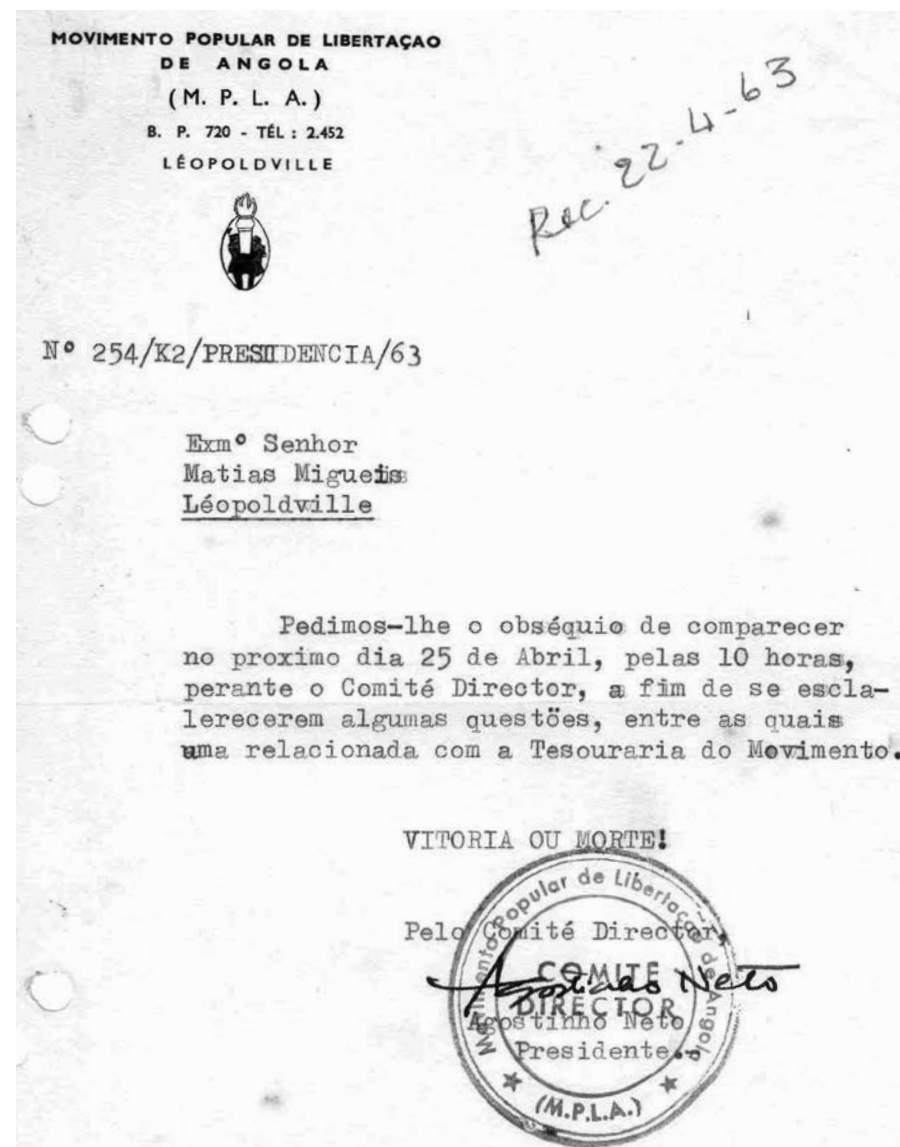 MOVIMENTO POPULAR DE LIBERTAÇAO
DE ANGOLA
(M. P. L. A.)
B. P. 720 - TÉL : 2.452
LÉOPOLDVILLE
Rec. 22-4-63
Nº 254/K2/PRESIDENCIA/63
Exmº Senhor
Matias Migueis
Léopoldville
Pedimos-lhe o obséquio de comparecer
no proximo dia 25 de Abril, pelas 10 horas,
perante o Comité Director, a fim de se escla-
lerecerem algumas questões, entre as quais
uma relacionada com a Tesouraria do Movimento.
VITORIA OU MORTE!
Pelo Comité Director,
Agostinho Neto
Agostinho Neto
Presidente.-
Movimento Popular de Libertação de Angola
COMITE
DIRECTOR
(M.P.L.A.)